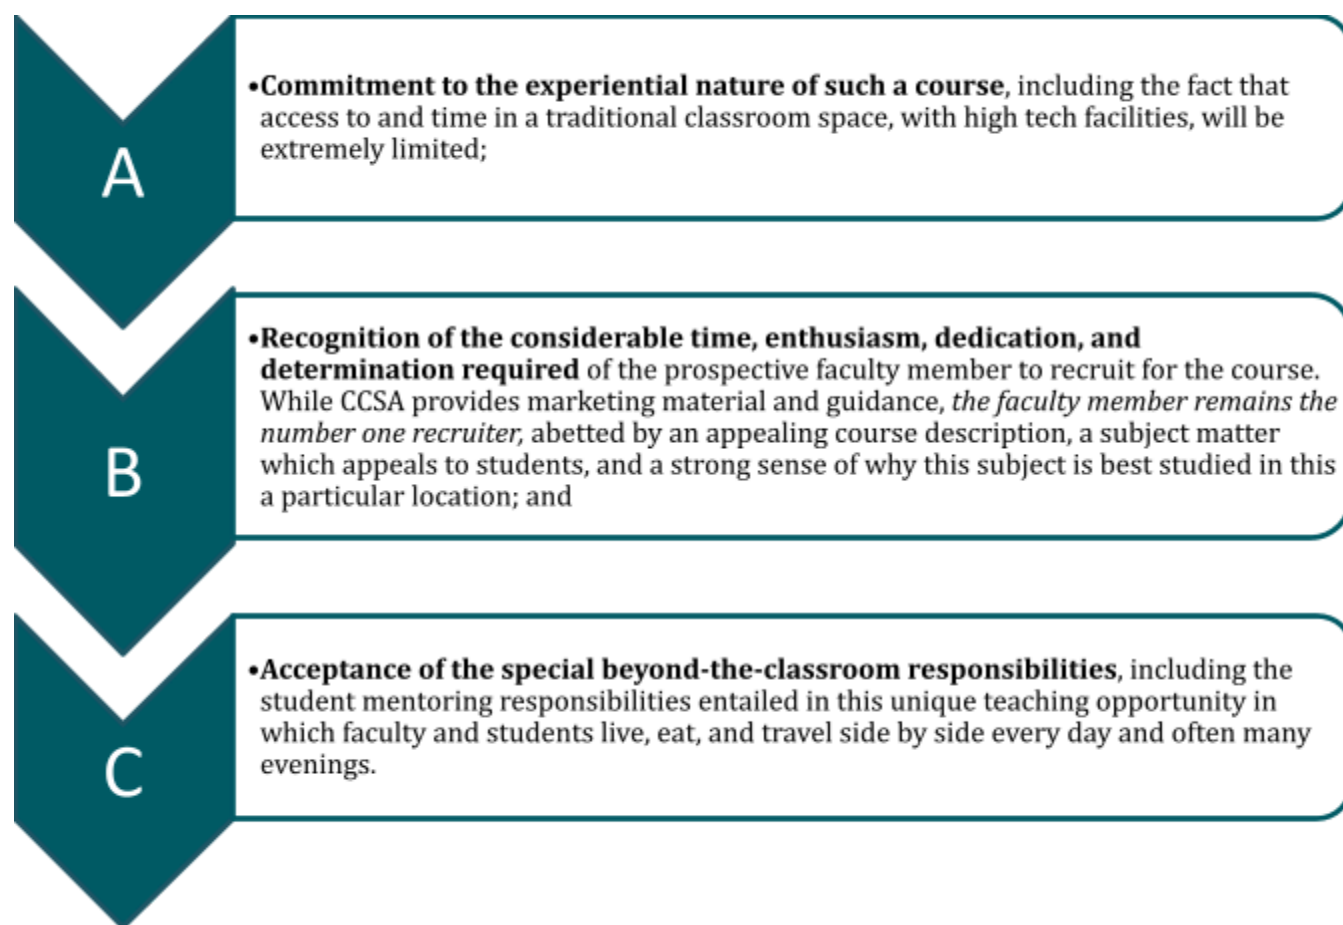 A
•Commitment to the experiential nature of such a course, including the fact that
access to and time in a traditional classroom space, with high tech facilities, will be
extremely limited;
B
•Recognition of the considerable time, enthusiasm, dedication, and
determination required of the prospective faculty member to recruit for the course.
While CCSA provides marketing material and guidance, the faculty member remains the
number one recruiter, abetted by an appealing course description, a subject matter
which appeals to students, and a strong sense of why this subject is best studied in this
a particular location; and
C
•Acceptance of the special beyond-the-classroom responsibilities, including the
student mentoring responsibilities entailed in this unique teaching opportunity in
which faculty and students live, eat, and travel side by side every day and often many
evenings.